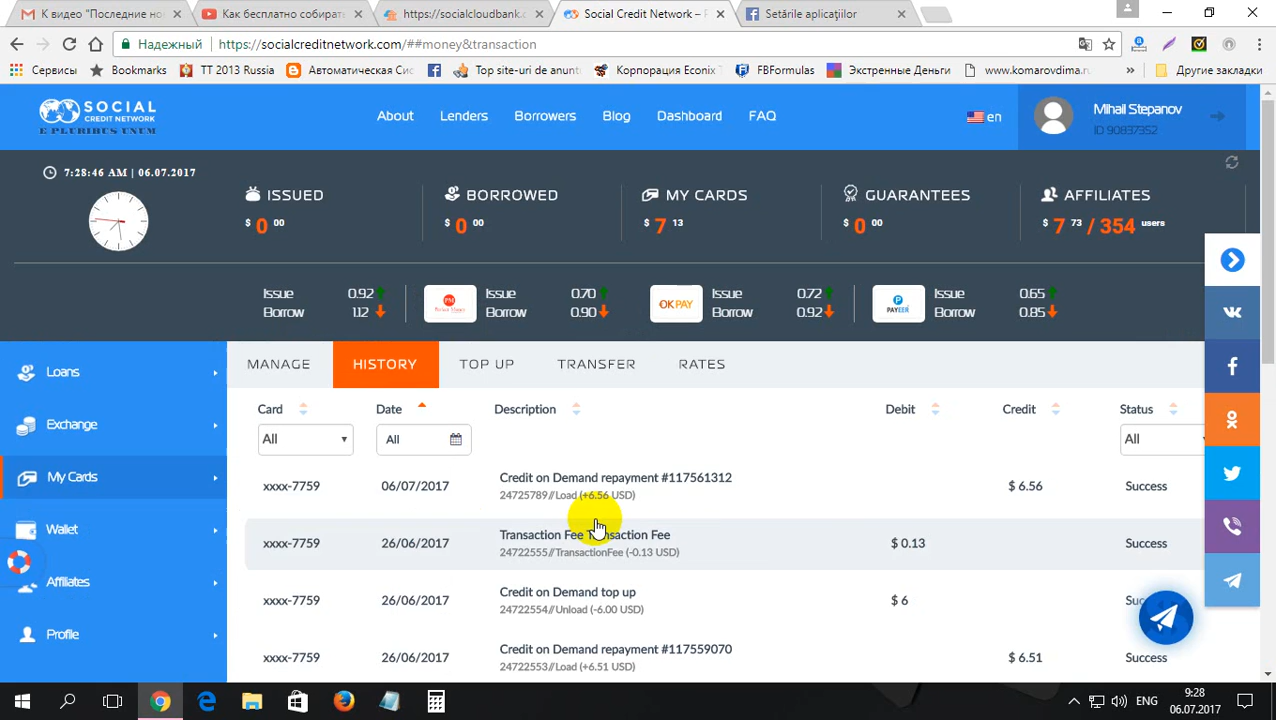 К видео "Последние нов
Как бесплатно собират
https://socialcloudbank.c
Social Credit Network – P
Setările aplicaţiilor
Надежный
https://socialcreditnetwork.com/##money&transaction
Сервисы
Bookmarks
TT 2013 Russia
Автоматическая Сис
Top site-uri de anunt
Корпорация Econix
FBFormulas
Экстренные Деньги
www.komarovdima.r
Другие закладки
SOCIAL
CREDIT NETWORK
E PLURIBUS UNUM
About
Lenders
Borrowers
Blog
Dashboard
FAQ
en
Mihail Stepanov
ID 90837352
7:28:46 AM | 06.07.2017
ISSUED
$ 0 00
BORROWED
$ 0 00
MY CARDS
$ 7 13
GUARANTEES
$ 0 00
AFFILIATES
$ 7 73 / 354 users
Issue 0.92
Borrow 1.12
PM
Perfect Money
Issue 0.70
Borrow 0.90
OKPAY
Issue 0.72
Borrow 0.92
PAYEER
Issue 0.65
Borrow 0.85
Loans
Exchange
My Cards
Wallet
Affiliates
Profile
MANAGE
HISTORY
TOP UP
TRANSFER
RATES
Card Date Description Debit Credit Status
All All All
xxxx-7759 06/07/2017 Credit on Demand repayment #117561312 $ 6.56 Success
24725789//Load (+6.56 USD)
xxxx-7759 26/06/2017 Transaction Fee Transaction Fee $ 0.13 Success
24722555//TransactionFee (-0.13 USD)
xxxx-7759 26/06/2017 Credit on Demand top up $ 6
24722554//Unload (-6.00 USD)
xxxx-7759 26/06/2017 Credit on Demand repayment #117559070 $ 6.51 Success
24722553//Load (+6.51 USD)
ENG
9:28
06.07.2017